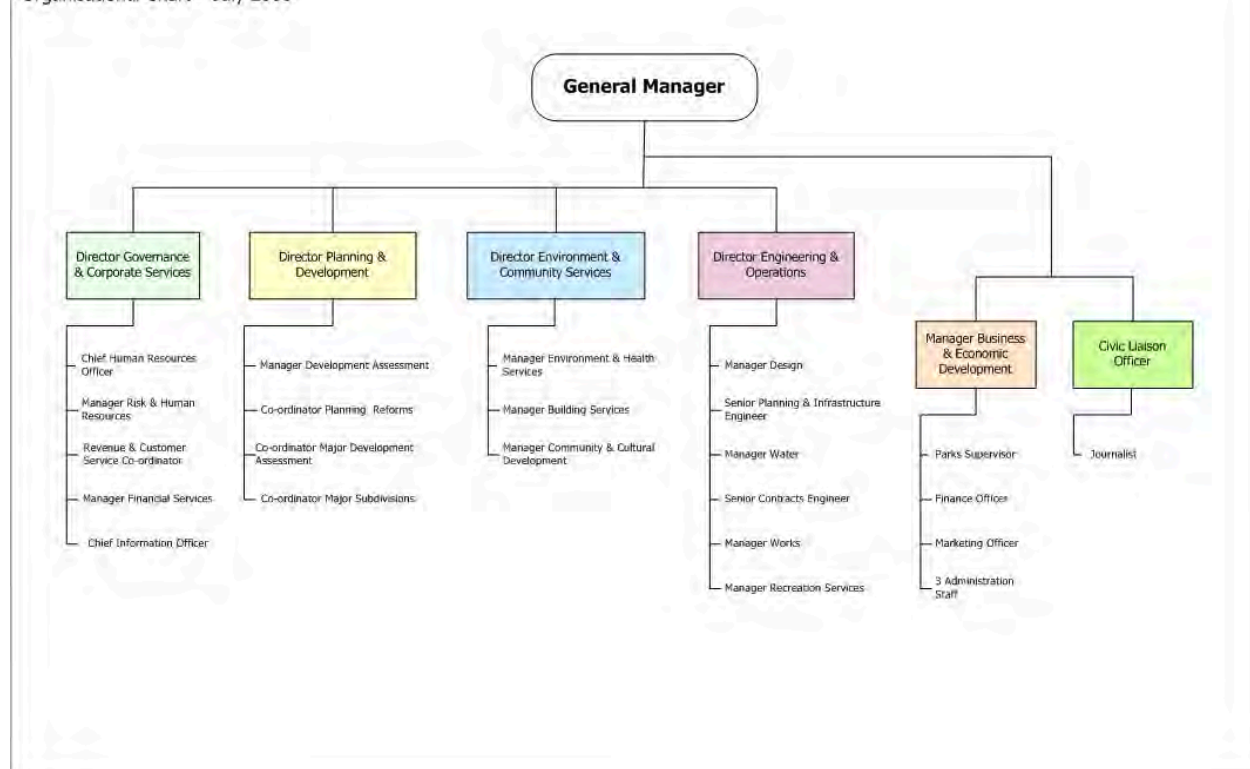 General Manager
Director Governance
& Corporate Services
Chief Human Resources
Officer
Manager Risk & Human
Resources
Revenue & Customer
Service Co-ordinator
Manager Financial Services
Chief Information Officer
Director Planning &
Development
Manager Development Assessment
Co-ordinator Planning Reforms
Co-ordinator Major Development
Assessment
Co-ordinator Major Subdivisions
Director Environment &
Community Services
Manager Environment & Health
Services
Manager Building Services
Manager Community & Cultural
Development
Director Engineering &
Operations
Manager Design
Senior Planning & Infrastructure
Engineer
Manager Water
Senior Contracts Engineer
Manager Works
Manager Recreation Services
Manager Business
& Economic
Development
Parks Supervisor
Finance Officer
Marketing Officer
3 Administration
Staff
Civic Liaison
Officer
Journalist